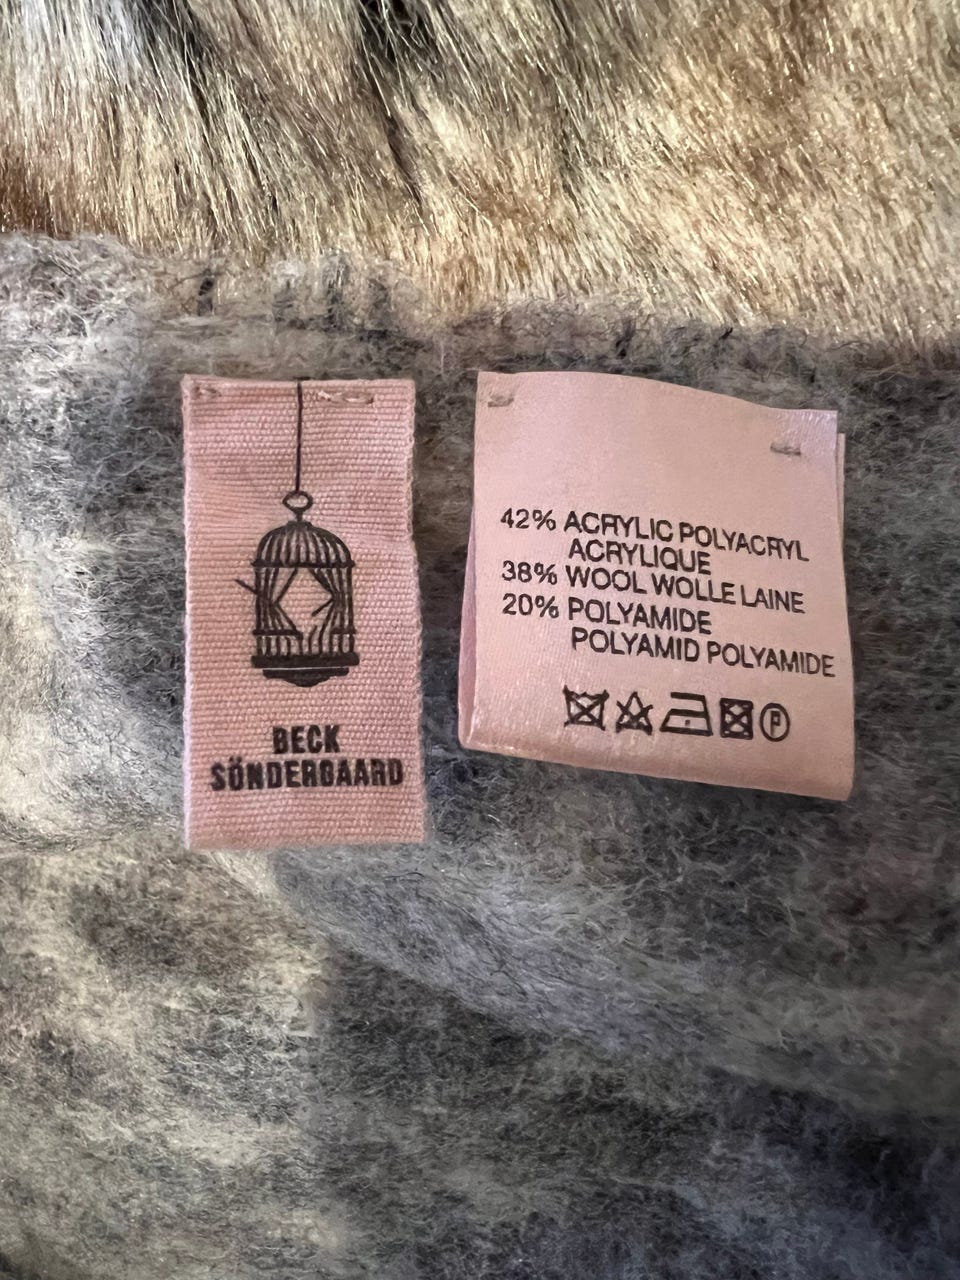 BECK
SÖNDERGAARD
42% ACRYLIC POLYACRYL
ACRYLIQUE
38% WOOL WOLLE LAINE
20% POLYAMIDE
POLYAMID POLYAMIDE
P